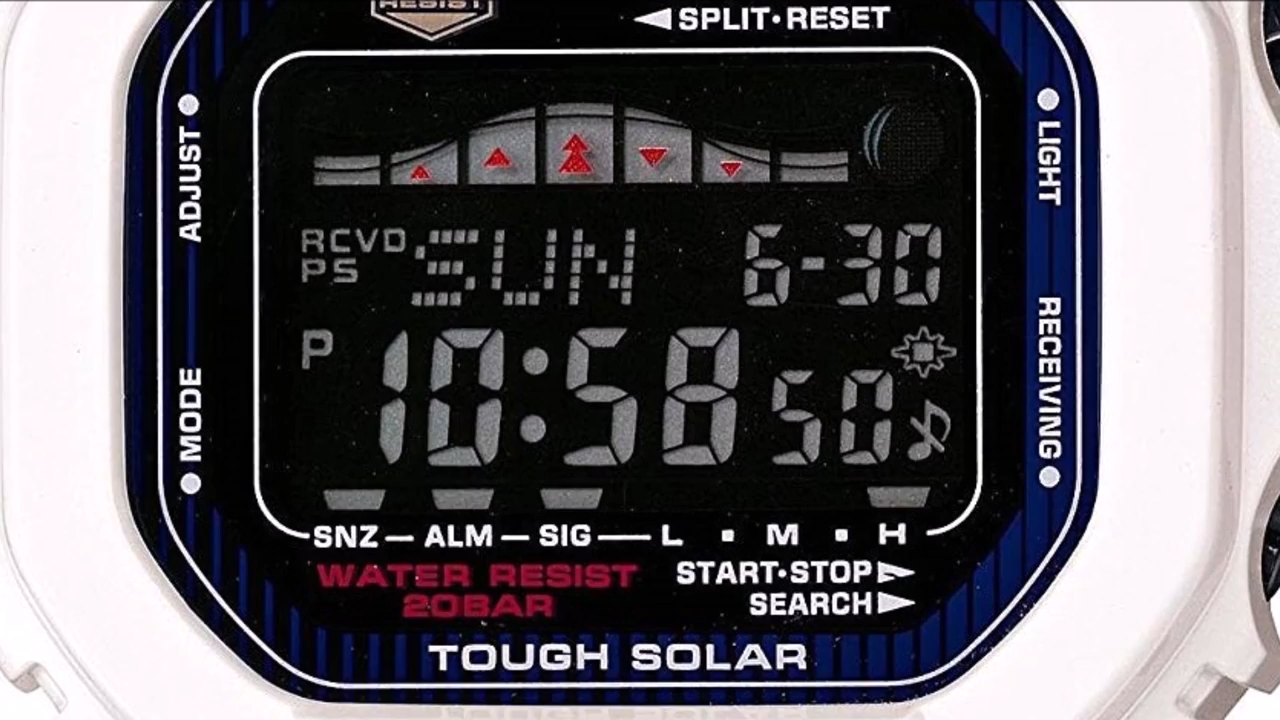 RESIST
SPLIT·RESET
ADJUST
LIGHT
RCVD
PS
SUN 6-30
P 10:58 50
MODE
RECEIVING
SNZ — ALM — SIG — L · M · H
WATER RESIST
20BAR
START·STOP
SEARCH
TOUGH SOLAR